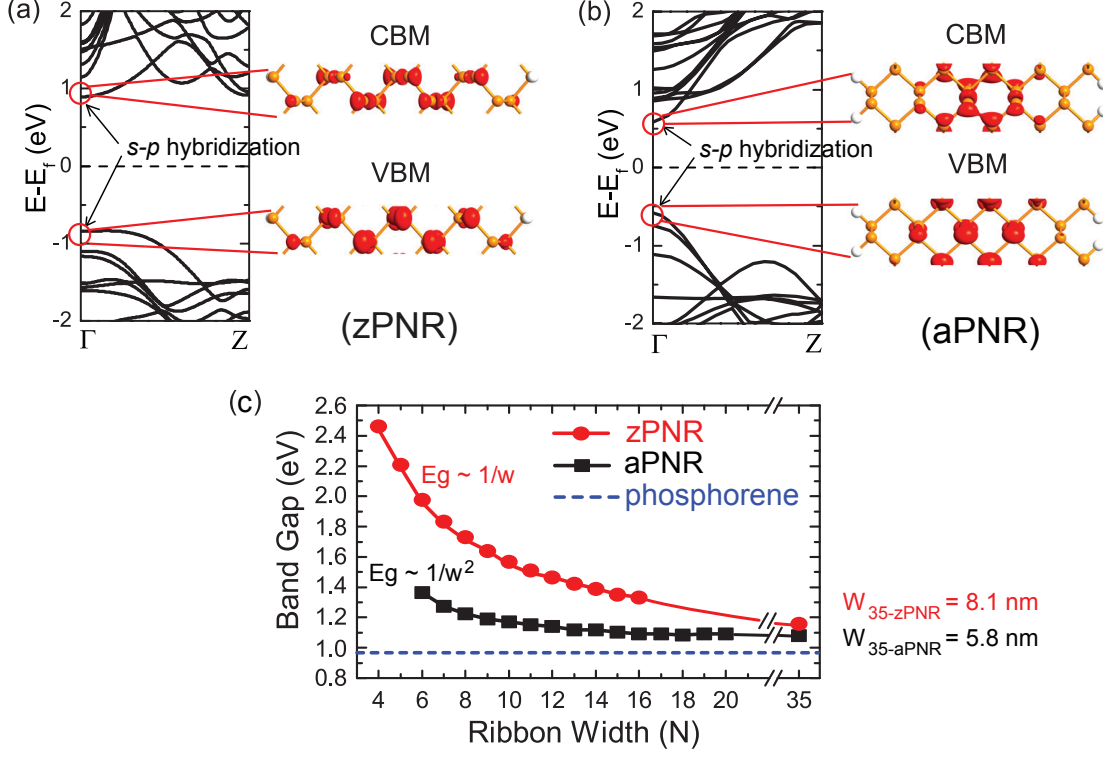 (a)
2
1
0
-1
-2
E-E_f (eV)
Γ
Z
CBM
s-p hybridization
VBM
(zPNR)
(b)
2
1
0
-1
-2
E-E_f (eV)
Γ
Z
CBM
s-p hybridization
VBM
(aPNR)
(c)
2.6
2.4
2.2
2.0
1.8
1.6
1.4
1.2
1.0
0.8
Band Gap (eV)
zPNR
aPNR
phosphorene
Eg ~ 1/w
Eg ~ 1/w²
4 6 8 10 12 14 16 18 20 35
Ribbon Width (N)
W_35-zPNR = 8.1 nm
W_35-aPNR = 5.8 nm